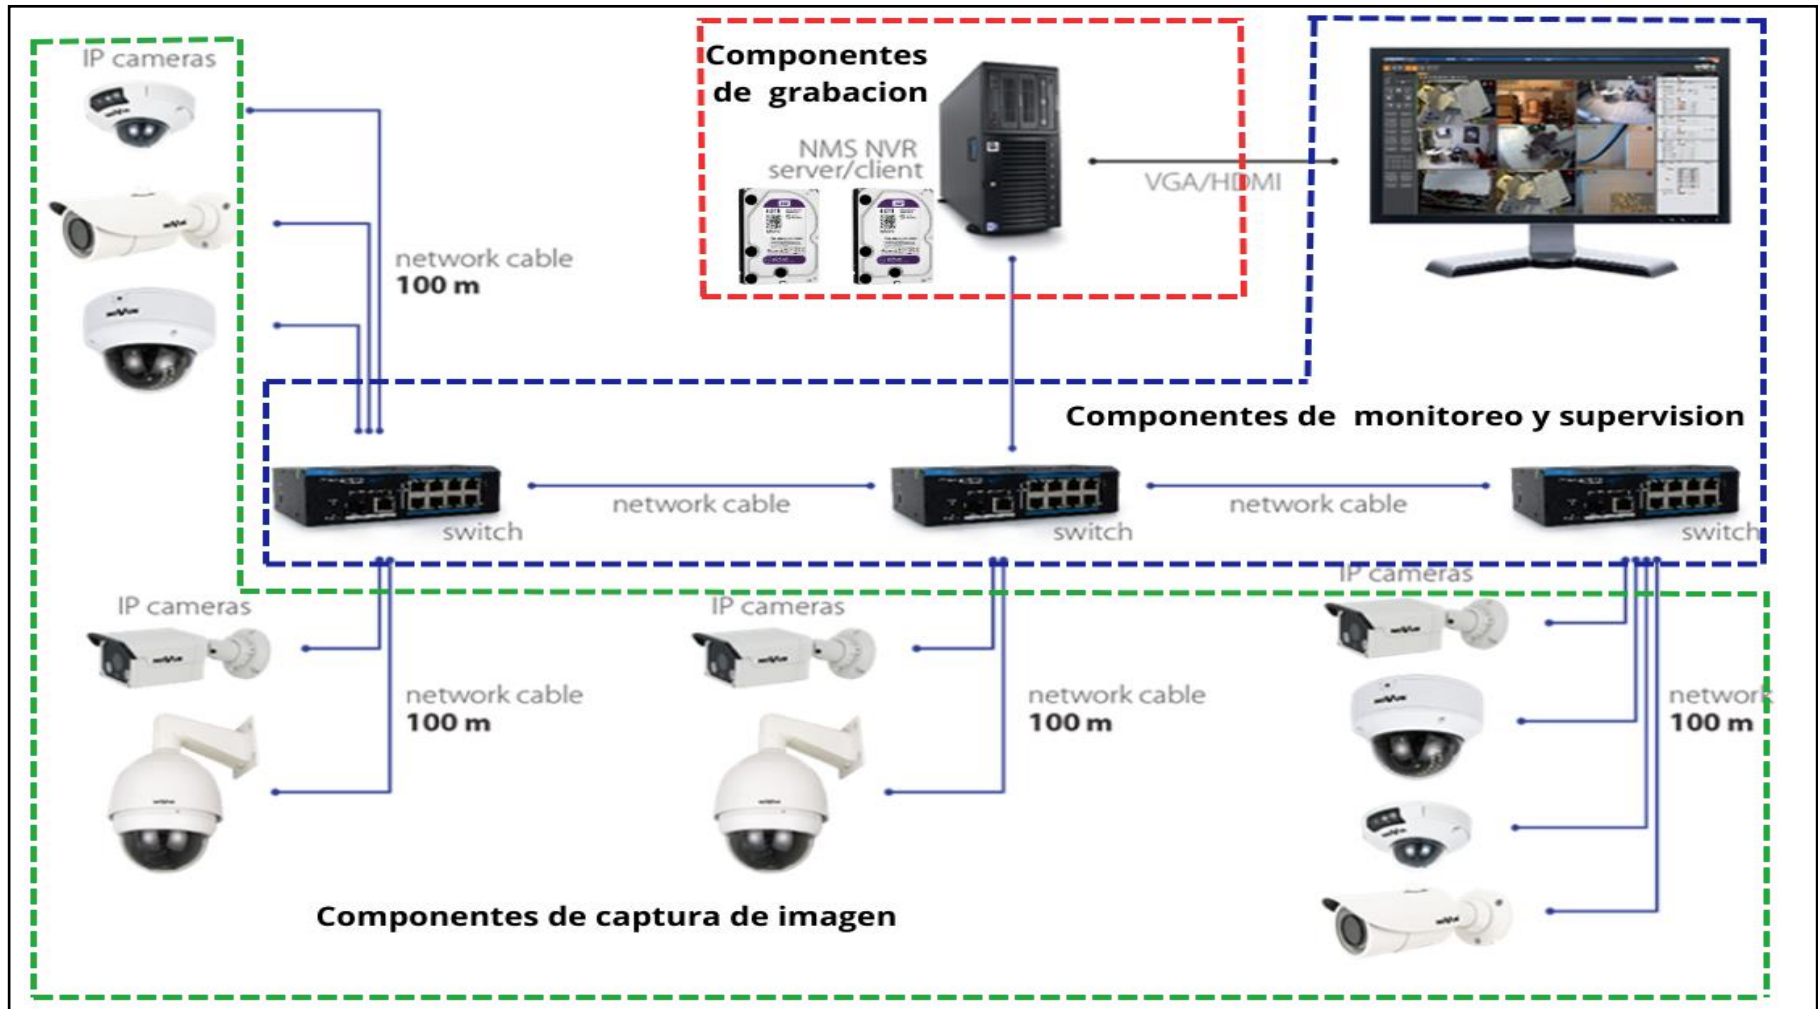 IP cameras
Componentes
de grabacion
NMS NVR
server/client
VGA/HDMI
network cable
100 m
Componentes de monitoreo y supervision
network cable
network cable
switch
switch
switch
IP cameras
IP cameras
IP cameras
network cable
100 m
network cable
100 m
network
100 m
Componentes de captura de imagen